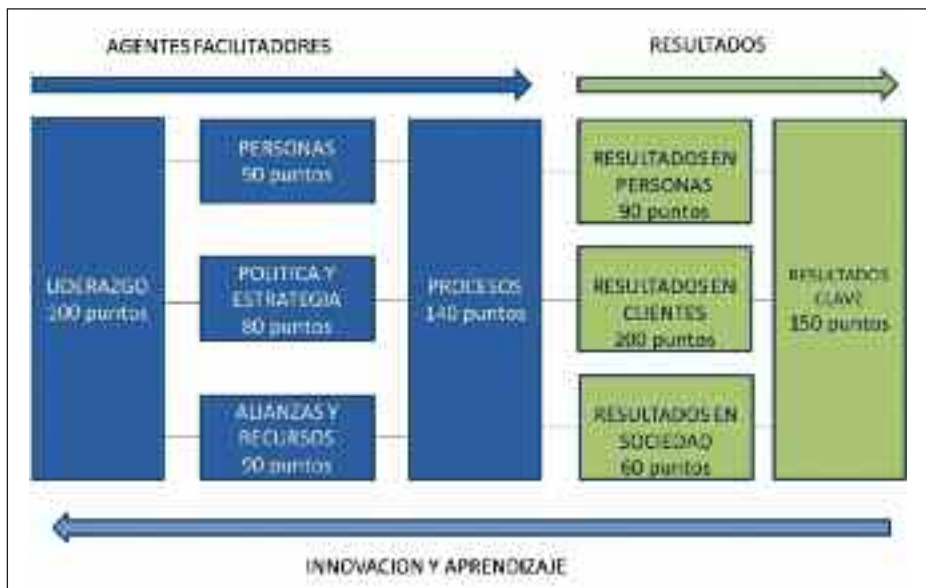 AGENTES FACILITADORES
RESULTADOS
LIDERAZGO
100 puntos
PERSONAS
90 puntos
POLITICA Y
ESTRATEGIA
80 puntos
ALIANZAS Y
RECURSOS
90 puntos
PROCESOS
140 puntos
RESULTADOS EN
PERSONAS
90 puntos
RESULTADOS EN
CLIENTES
200 puntos
RESULTADOS EN
SOCIEDAD
60 puntos
RESULTADOS
CLAVE
150 puntos
INNOVACION Y APRENDIZAJE